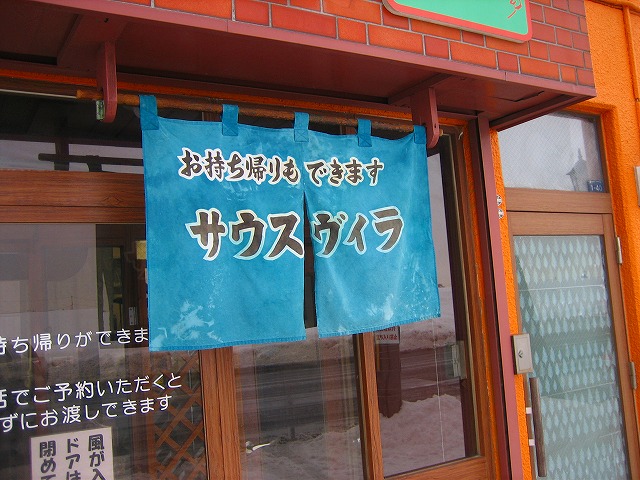 お持ち帰りもできます
サウスヴィラ
持ち帰りができま
話でご予約いただくと
ずにお渡しできます
風が入
ドアは
閉めて